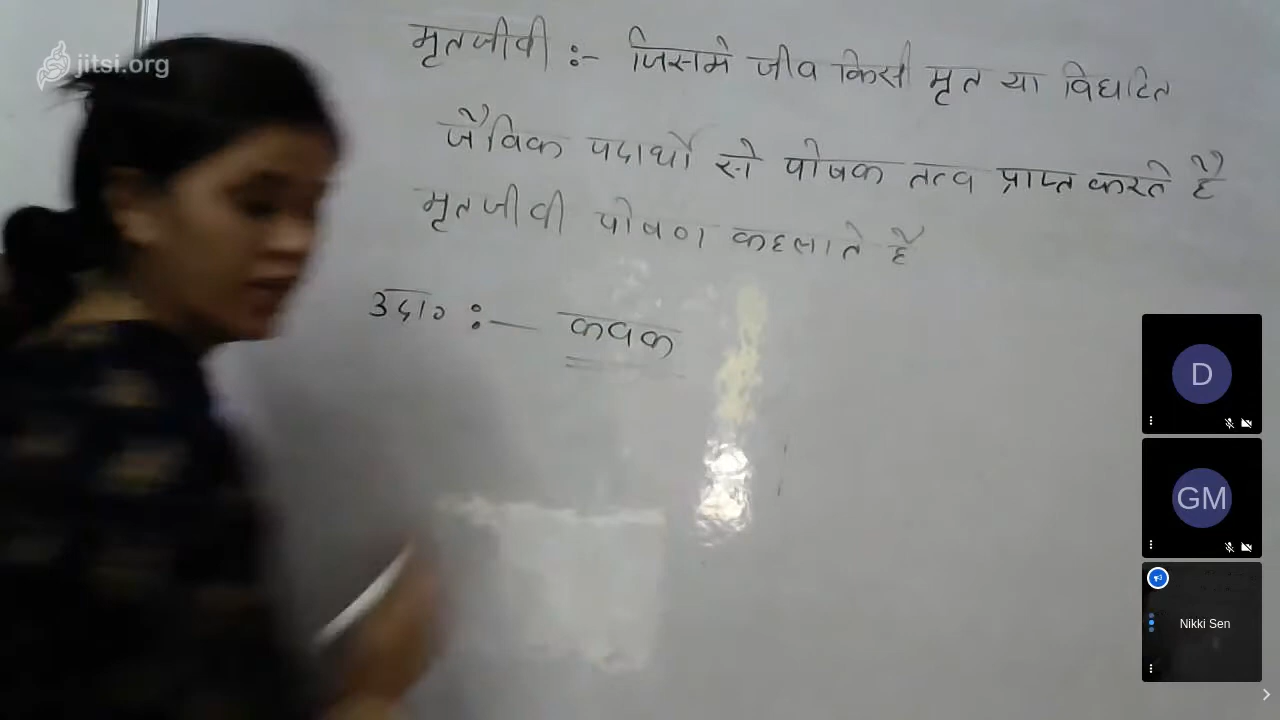 jitsi.org
मृतजीवी :- जिसमे जीव किसी मृत या विघटित
जैविक पदार्थो से पोषक तत्व प्राप्त करते है
मृतजीवी पोषण कहलाते है
उदा० :— कवक
D
GM
Nikki Sen